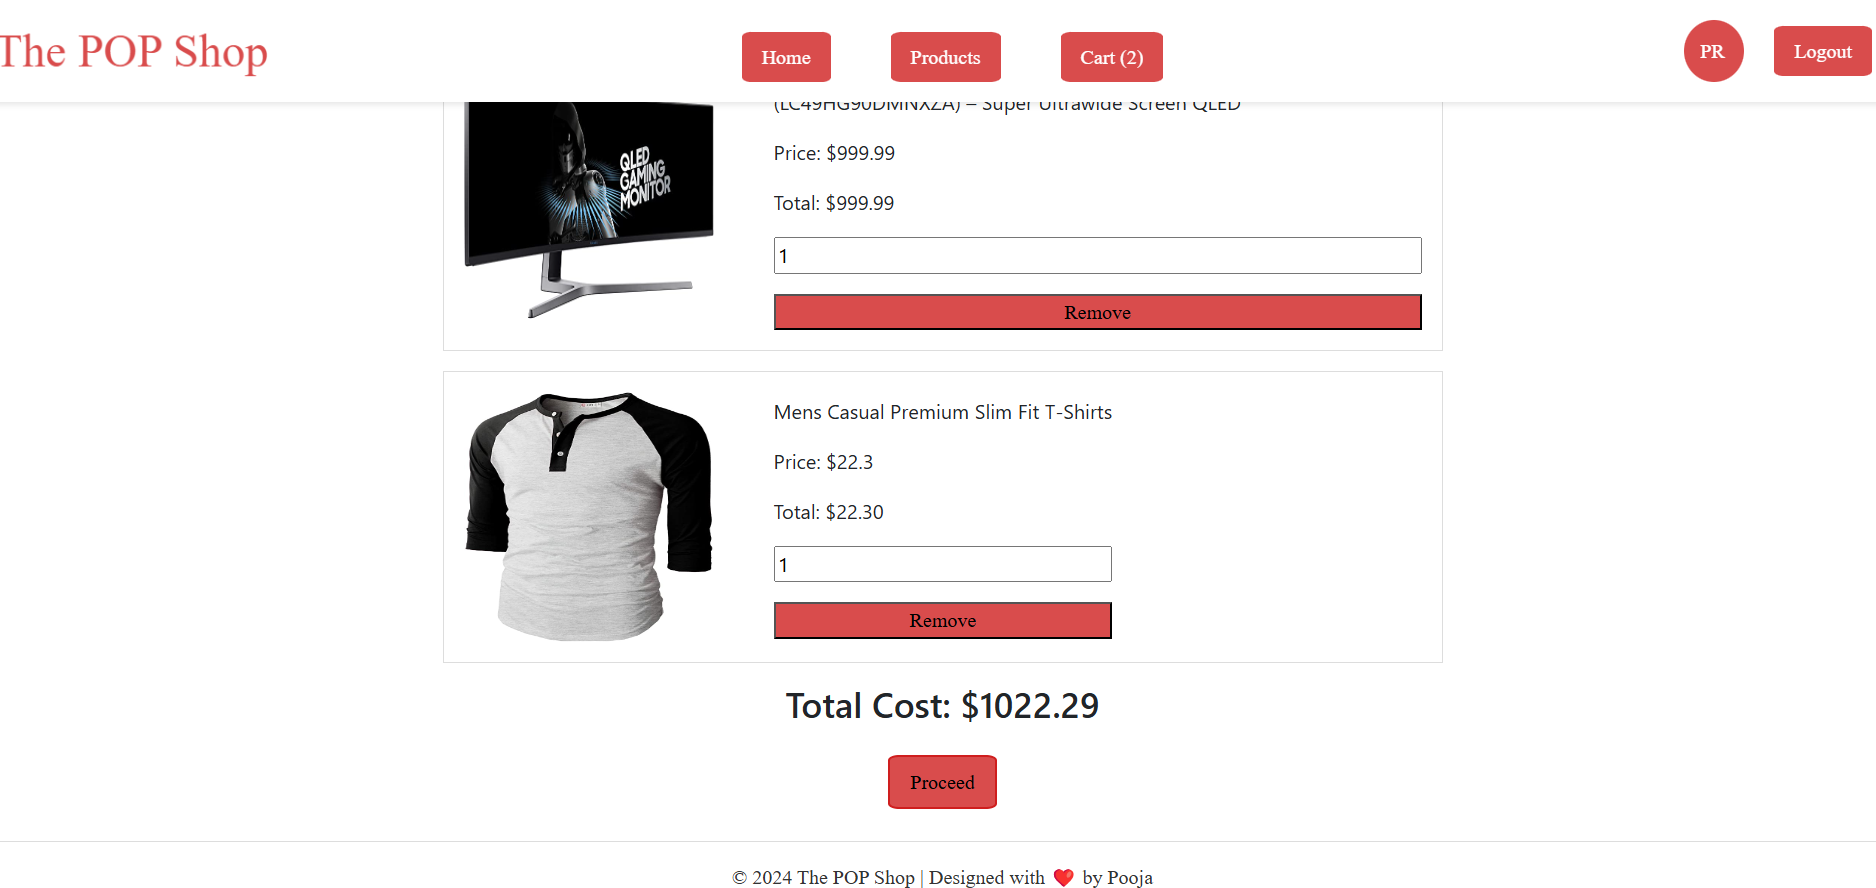 The POP Shop
Home
Products
Cart (2)
PR
Logout
(LC49HG90DMNXZA) – Super Ultrawide Screen QLED
QLED
GAMING
MONITOR
Price: $999.99
Total: $999.99
1
Remove
Mens Casual Premium Slim Fit T-Shirts
Price: $22.3
Total: $22.30
1
Remove
Total Cost: $1022.29
Proceed
© 2024 The POP Shop | Designed with ❤️ by Pooja